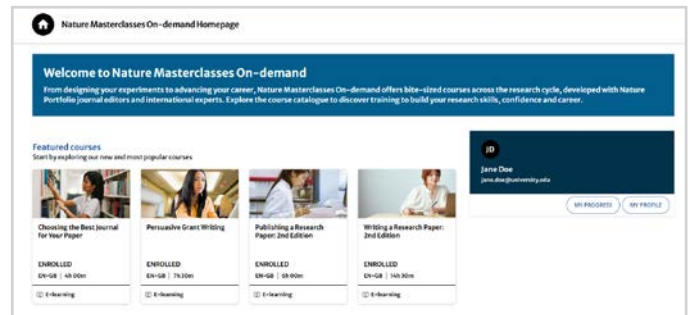 Nature Masterclasses On-demand Homepage
Welcome to Nature Masterclasses On-demand
From designing your experiments to advancing your career, Nature Masterclasses On-demand offers bite-sized courses across the research cycle, developed with Nature
Portfolio journal editors and international experts. Explore the course catalogue to discover training to build your research skills, confidence and career.
Featured courses
Start by exploring our new and most popular courses
Choosing the Best Journal
for Your Paper
ENROLLED
EN-GB | 4h 00m
E-learning
Persuasive Grant Writing
ENROLLED
EN-GB | 7h 30m
E-learning
Publishing a Research
Paper: 2nd Edition
ENROLLED
EN-GB | 6h 00m
E-learning
Writing a Research Paper:
2nd Edition
ENROLLED
EN-GB | 14h 30m
E-learning
JD
Jane Doe
jane.doe@university.edu
MY PROGRESS
MY PROFILE